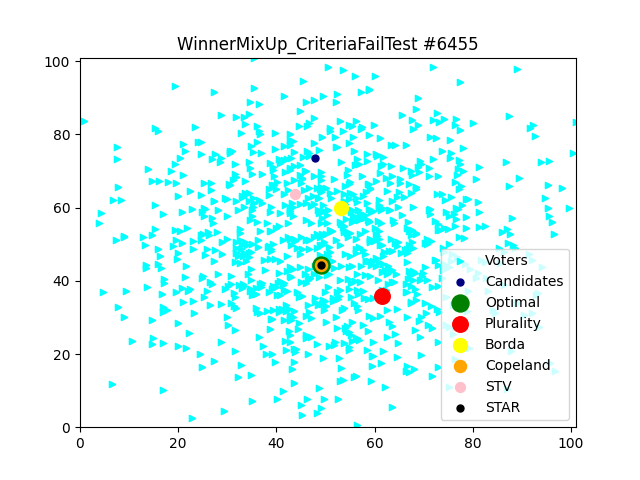 WinnerMixUp_CriteriaFailTest #6455
100
80
60
40
20
0
0
20
40
60
80
100
Voters
Candidates
Optimal
Plurality
Borda
Copeland
STV
STAR